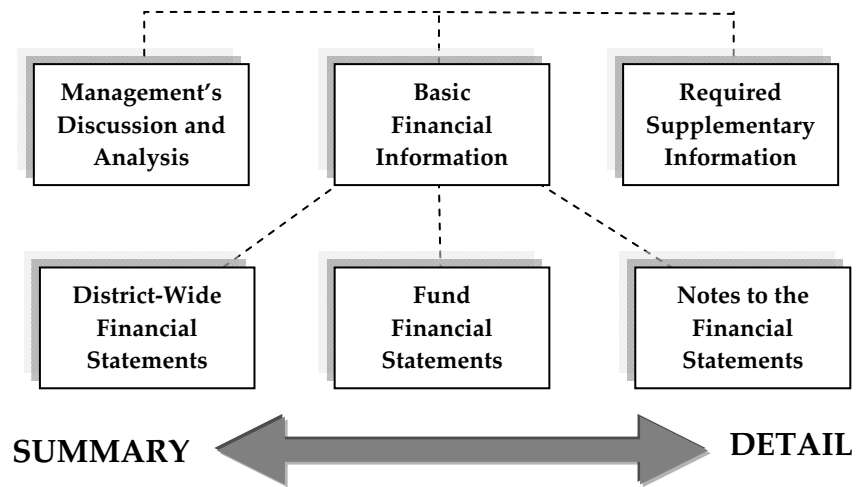 Management’s
Discussion and
Analysis
Basic
Financial
Information
Required
Supplementary
Information
District-Wide
Financial
Statements
Fund
Financial
Statements
Notes to the
Financial
Statements
SUMMARY
DETAIL